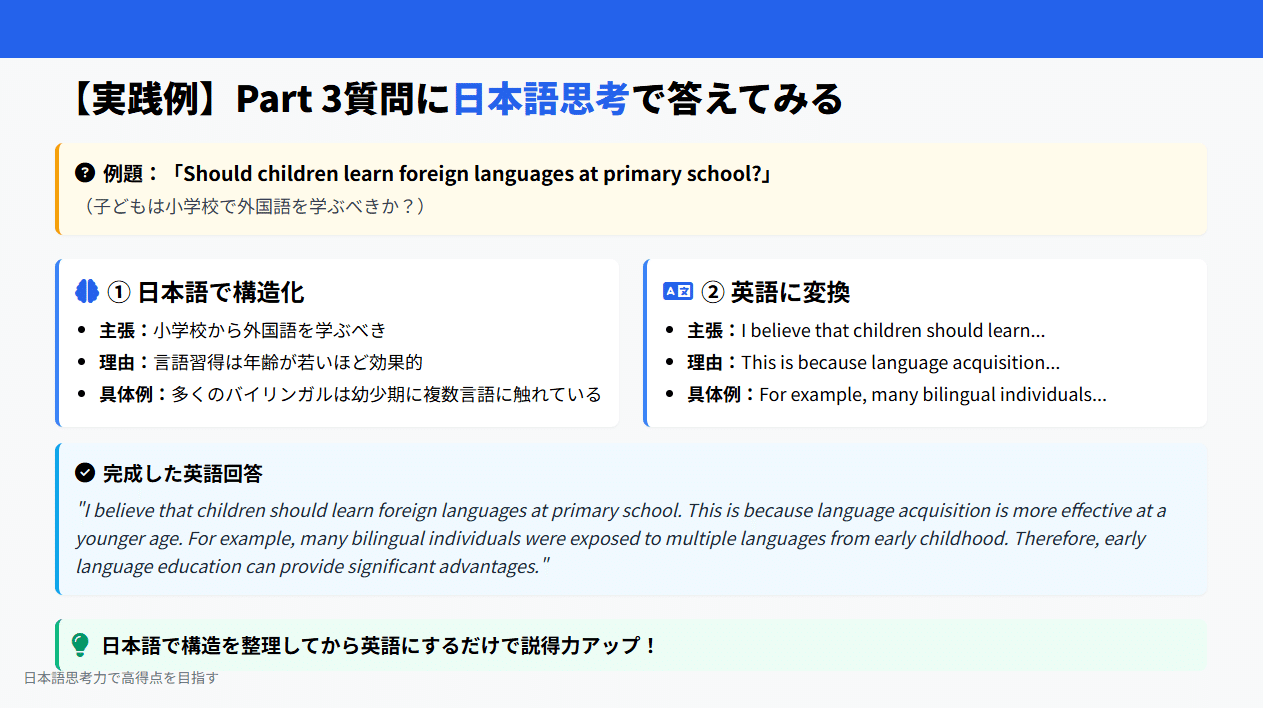 【実践例】Part 3質問に日本語思考で答えてみる
例題：「Should children learn foreign languages at primary school?」
（子どもは小学校で外国語を学ぶべきか？）
① 日本語で構造化
• 主張：小学校から外国語を学ぶべき
• 理由：言語習得は年齢が若いほど効果的
• 具体例：多くのバイリンガルは幼少期に複数言語に触れている
② 英語に変換
• 主張：I believe that children should learn...
• 理由：This is because language acquisition...
• 具体例：For example, many bilingual individuals...
完成した英語回答
"I believe that children should learn foreign languages at primary school. This is because language acquisition is more effective at a
younger age. For example, many bilingual individuals were exposed to multiple languages from early childhood. Therefore, early
language education can provide significant advantages."
日本語で構造を整理してから英語にするだけで説得力アップ！
日本語思考力で高得点を目指す